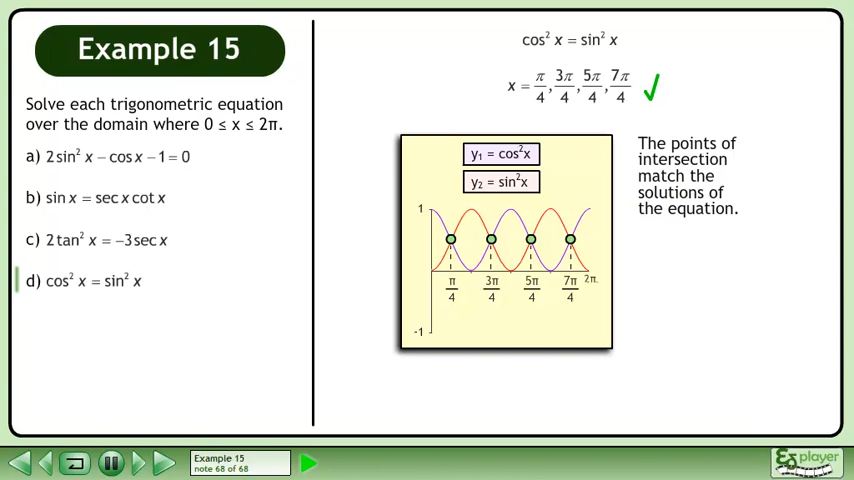 Example 15
Solve each trigonometric equation
over the domain where 0 ≤ x ≤ 2π.
a) 2sin² x − cos x − 1 = 0
b) sin x = sec x cot x
c) 2tan² x = −3sec x
d) cos² x = sin² x
cos² x = sin² x
x = π/4, 3π/4, 5π/4, 7π/4
y₁ = cos²x
y₂ = sin²x
1
π/4 3π/4 5π/4 7π/4 2π.
-1
The points of
intersection
match the
solutions of
the equation.
Example 15
note 68 of 68
player